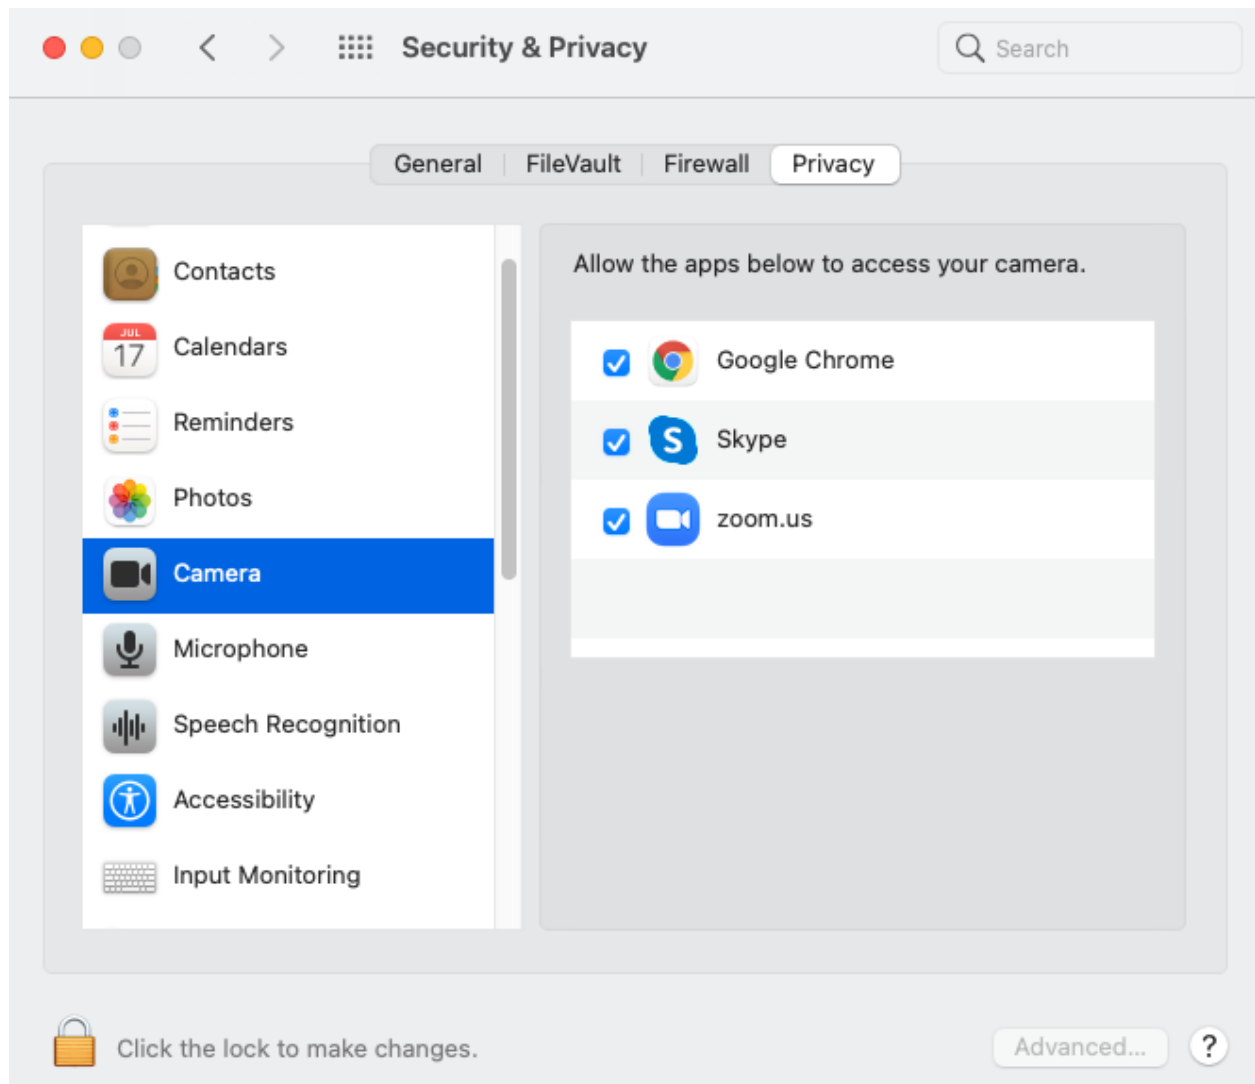 Security & Privacy
Search
General
FileVault
Firewall
Privacy
Contacts
JUL
17
Calendars
Reminders
Photos
Camera
Microphone
Speech Recognition
Accessibility
Input Monitoring
Allow the apps below to access your camera.
Google Chrome
S
Skype
zoom.us
Click the lock to make changes.
Advanced...
?